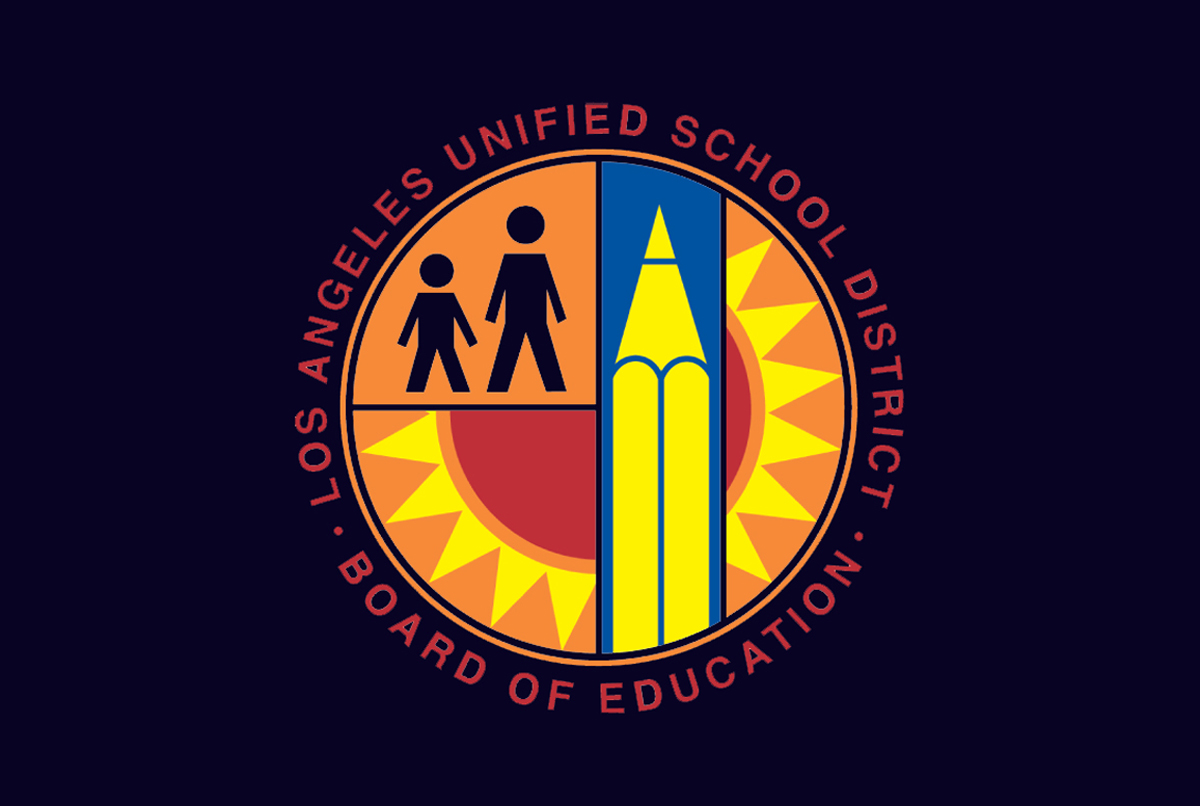 LOS ANGELES UNIFIED SCHOOL DISTRICT
• BOARD OF EDUCATION •